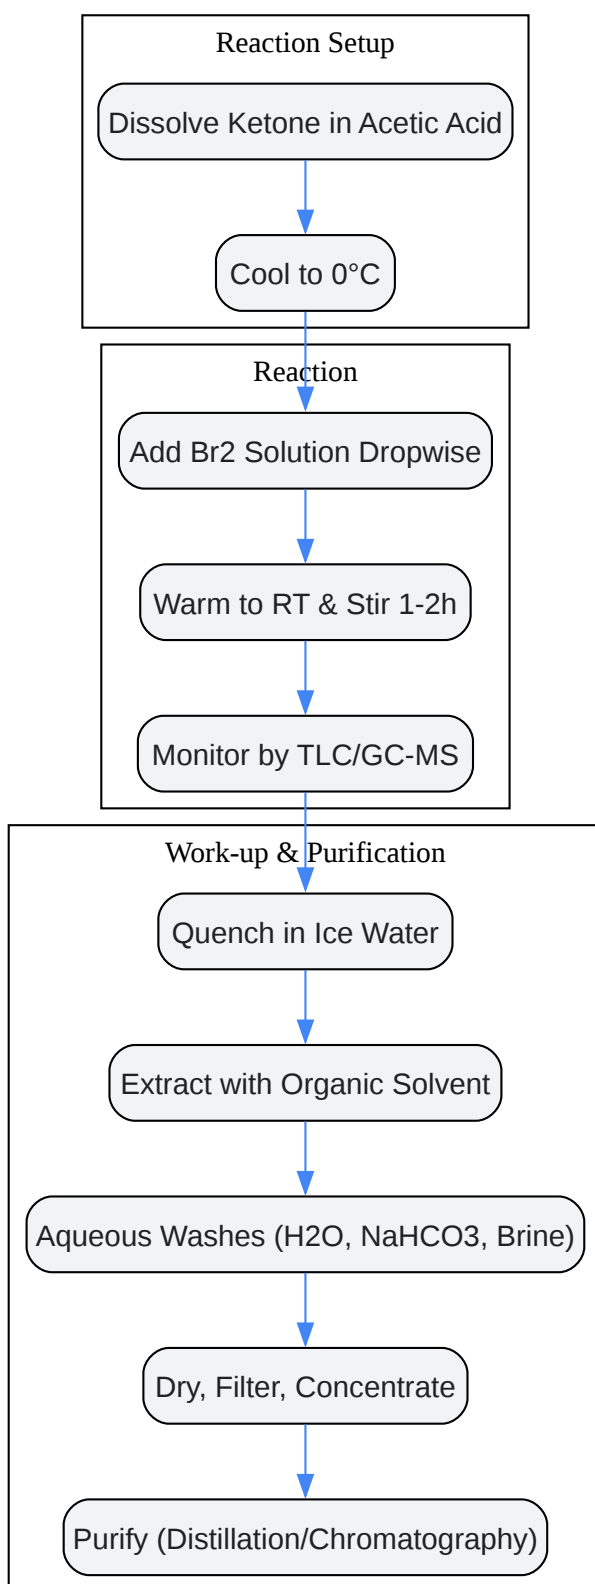 Reaction Setup
Dissolve Ketone in Acetic Acid
Cool to 0°C
Reaction
Add Br2 Solution Dropwise
Warm to RT & Stir 1-2h
Monitor by TLC/GC-MS
Work-up & Purification
Quench in Ice Water
Extract with Organic Solvent
Aqueous Washes (H2O, NaHCO3, Brine)
Dry, Filter, Concentrate
Purify (Distillation/Chromatography)